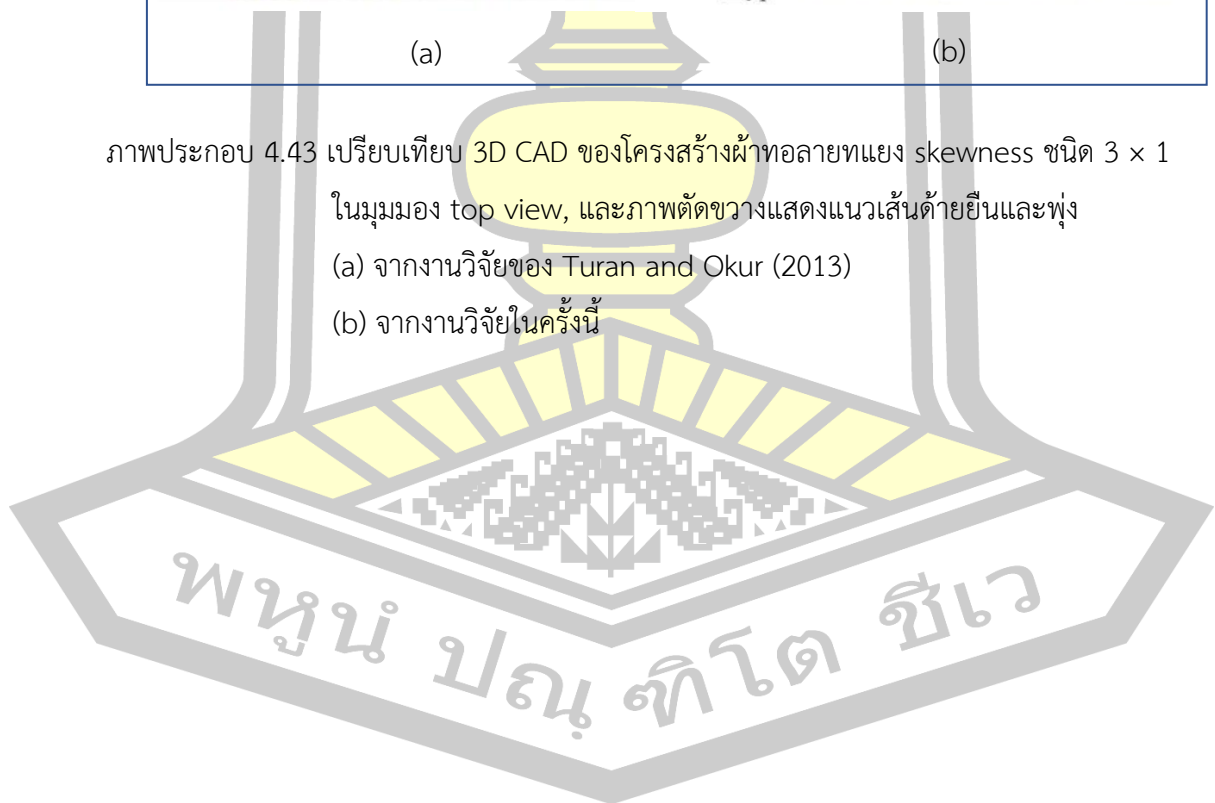 (a) (b)
ภาพประกอบ 4.43 เปรียบเทียบ 3D CAD ของโครงสร้างผ้าทอลายทแยง skewness ชนิด 3 × 1
ในมุมมอง top view, และภาพตัดขวางแสดงแนวเส้นด้ายยืนและพุ่ง
(a) จากงานวิจัยของ Turan and Okur (2013)
(b) จากงานวิจัยในครั้งนี้
พหูนํ ปณฺฑิโต ชีเว